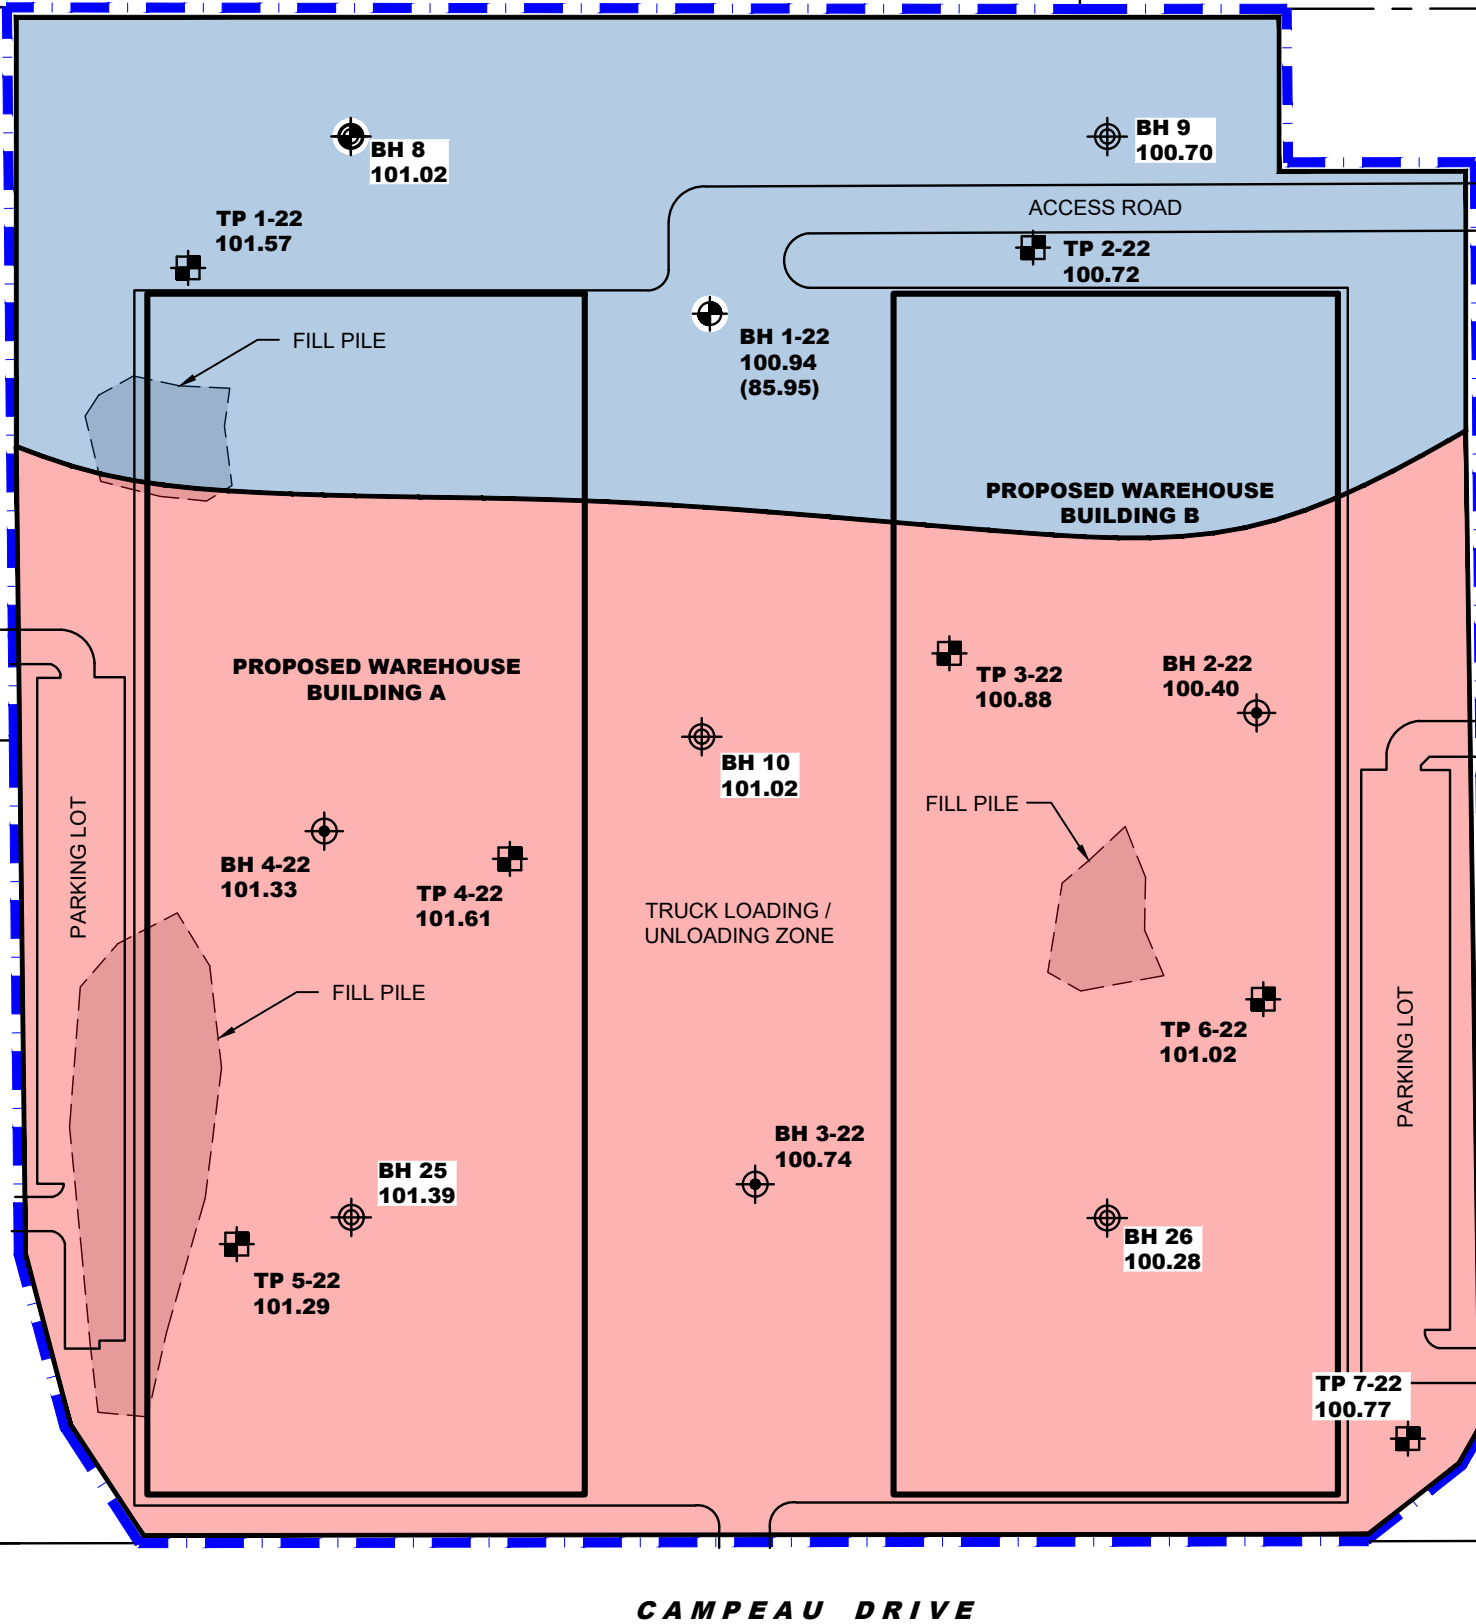 BH 8
101.02
BH 9
100.70
TP 1-22
101.57
ACCESS ROAD
TP 2-22
100.72
FILL PILE
BH 1-22
100.94
(85.95)
PROPOSED WAREHOUSE
BUILDING B
PROPOSED WAREHOUSE
BUILDING A
TP 3-22
100.88
BH 2-22
100.40
BH 10
101.02
FILL PILE
PARKING LOT
BH 4-22
101.33
TP 4-22
101.61
TRUCK LOADING /
UNLOADING ZONE
FILL PILE
TP 6-22
101.02
PARKING LOT
BH 3-22
100.74
BH 25
101.39
BH 26
100.28
TP 5-22
101.29
TP 7-22
100.77
CAMPEAU DRIVE